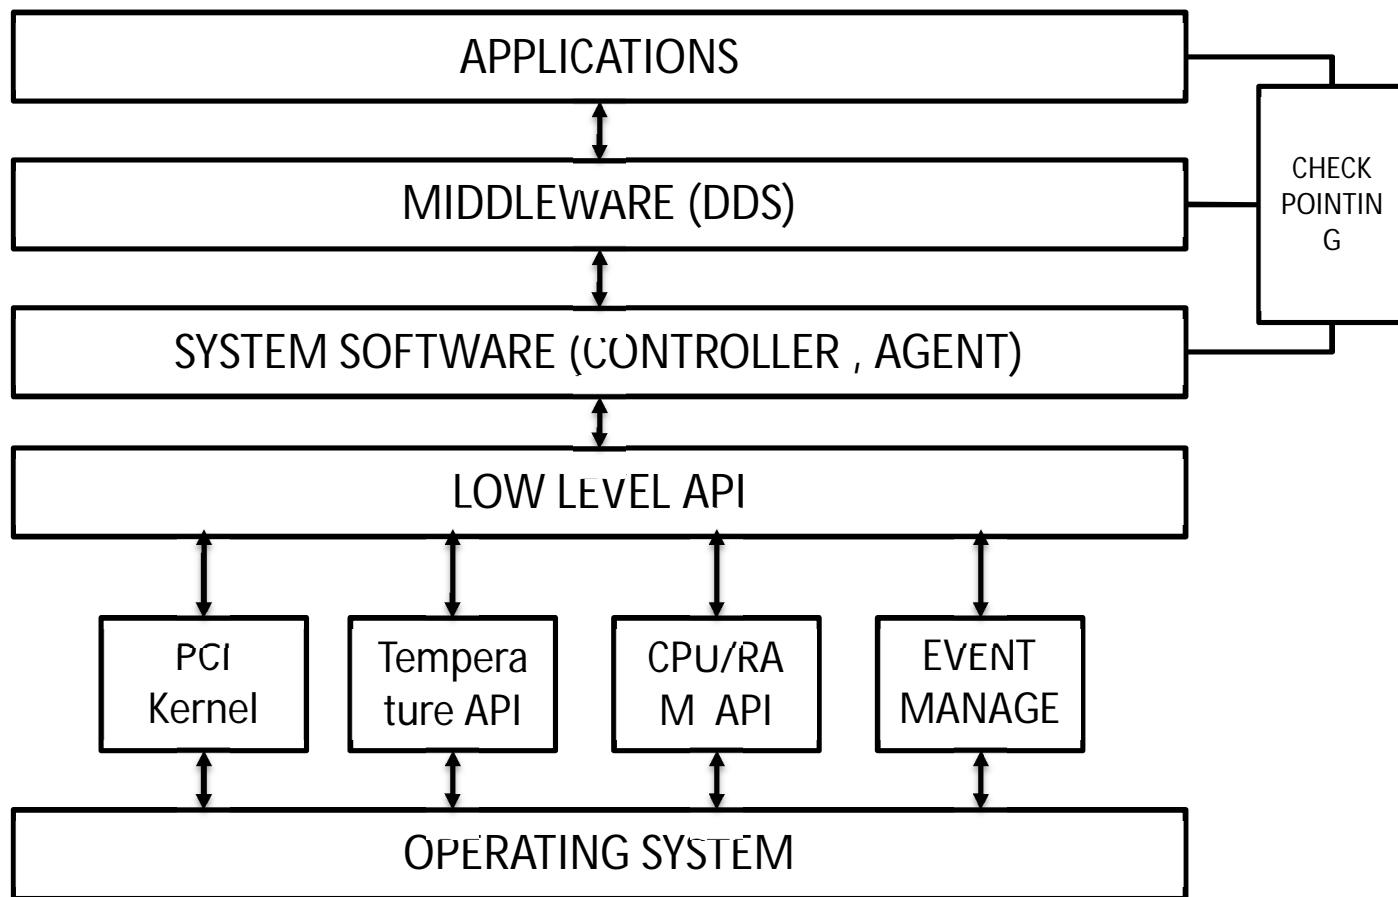 APPLICATIONS
MIDDLEWARE (DDS)
CHECK
POINTIN
G
SYSTEM SOFTWARE (CONTROLLER , AGENT)
LOW LEVEL API
PCI
Kernel
Tempera
ture API
CPU/RA
M API
EVENT
MANAGE
OPERATING SYSTEM